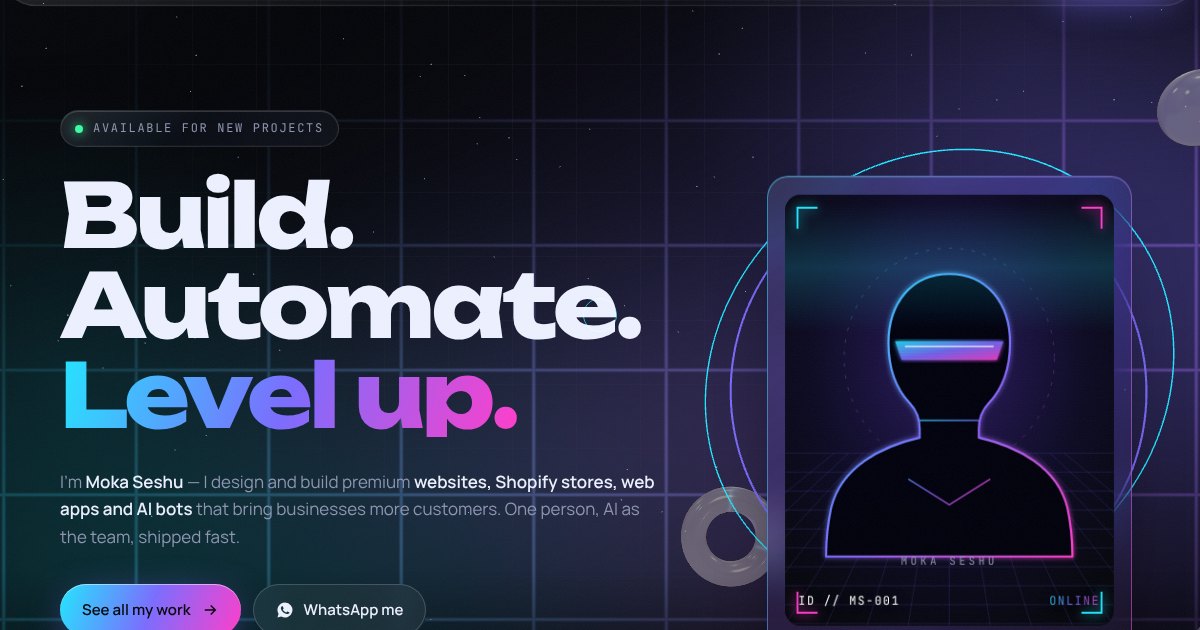 AVAILABLE FOR NEW PROJECTS
Build.
Automate.
Level up.
I'm Moka Seshu — I design and build premium websites, Shopify stores, web
apps and AI bots that bring businesses more customers. One person, AI as
the team, shipped fast.
See all my work →
WhatsApp me
MOKA SESHU
ID // MS-001
ONLINE